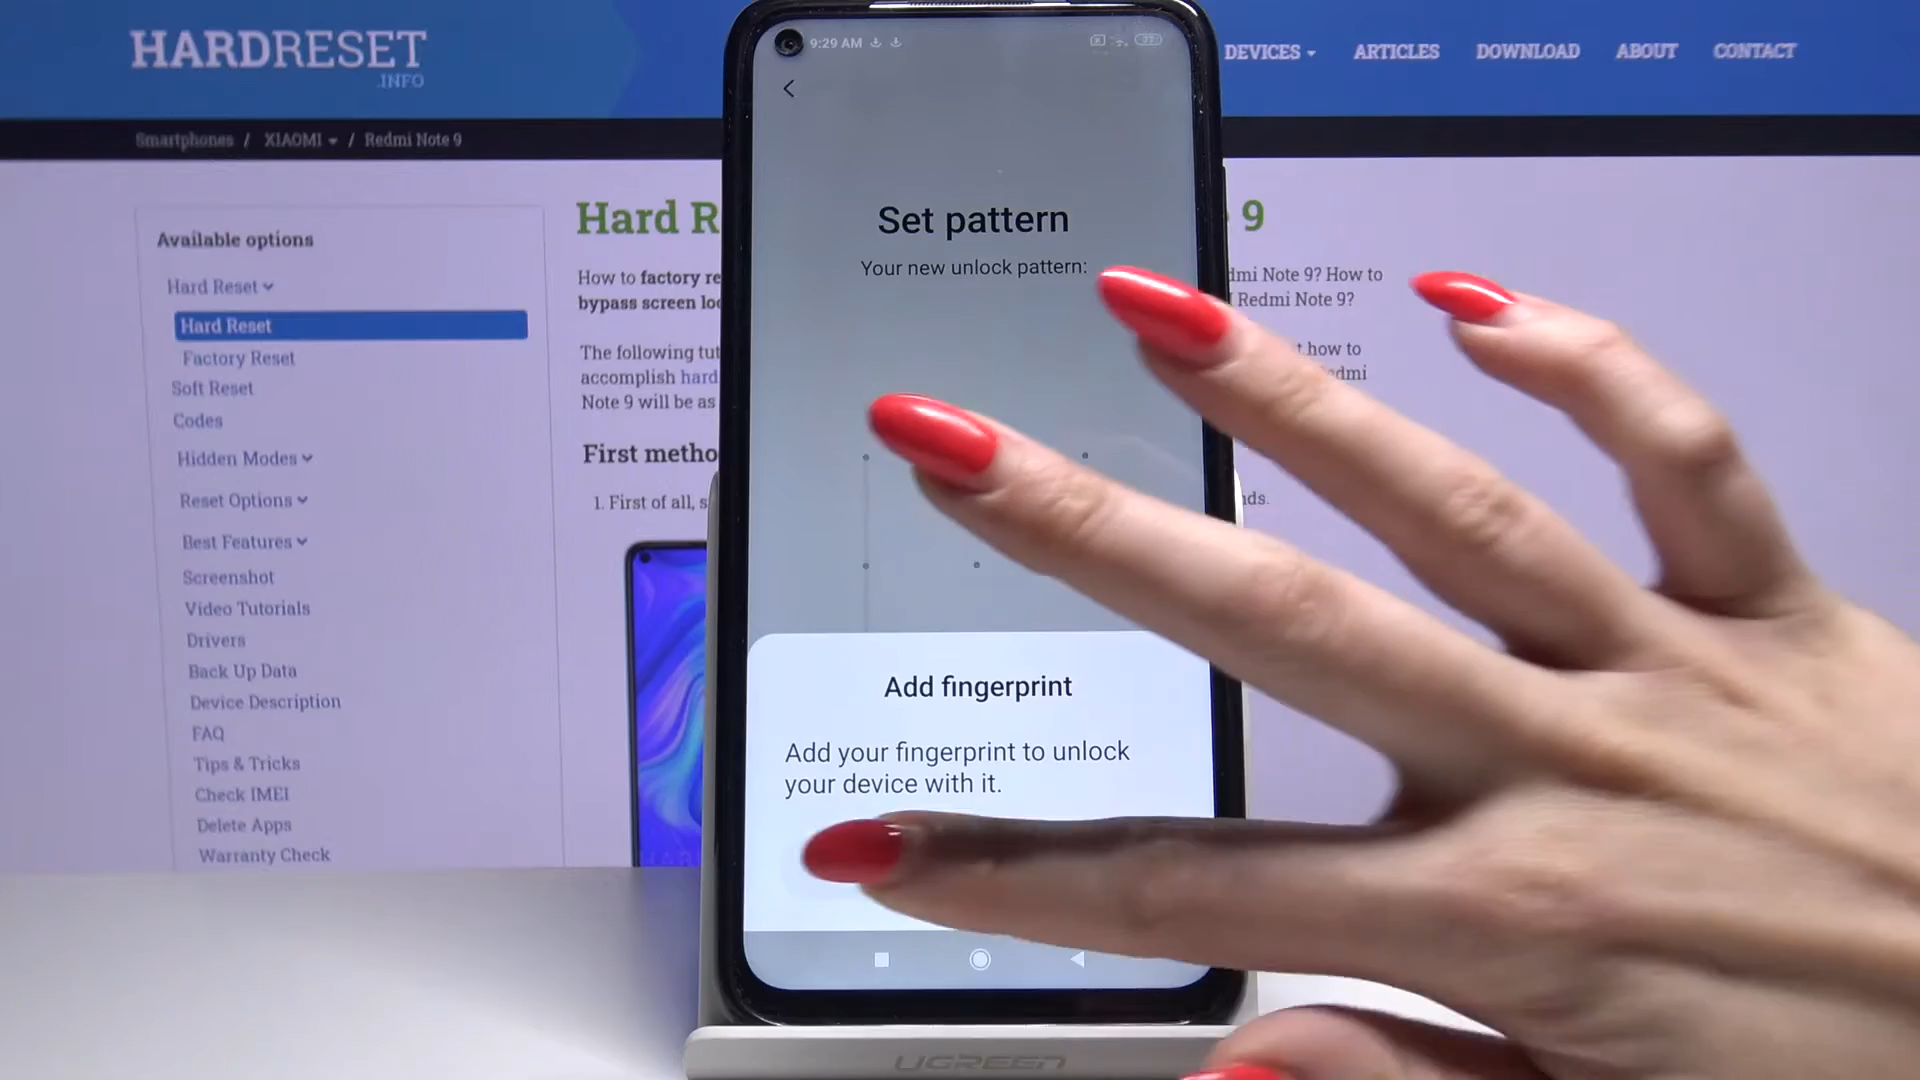 HARDRESET
.INFO
DEVICES
ARTICLES
DOWNLOAD
ABOUT
CONTACT
Smartphones / XIAOMI / Redmi Note 9
Available options
Hard Reset
Hard Reset
Factory Reset
Soft Reset
Codes
Hidden Modes
Reset Options
Best Features
Screenshot
Video Tutorials
Drivers
Back Up Data
Device Description
FAQ
Tips & Tricks
Check IMEI
Delete Apps
Warranty Check
Hard R
9
How to factory re
bypass screen loc
dmi Note 9? How to
Redmi Note 9?
The following tut
accomplish hard
Note 9 will be as
t how to
edmi
First metho
1. First of all, s
nds.
9:29 AM
Set pattern
Your new unlock pattern:
Add fingerprint
Add your fingerprint to unlock
your device with it.
UGREEN